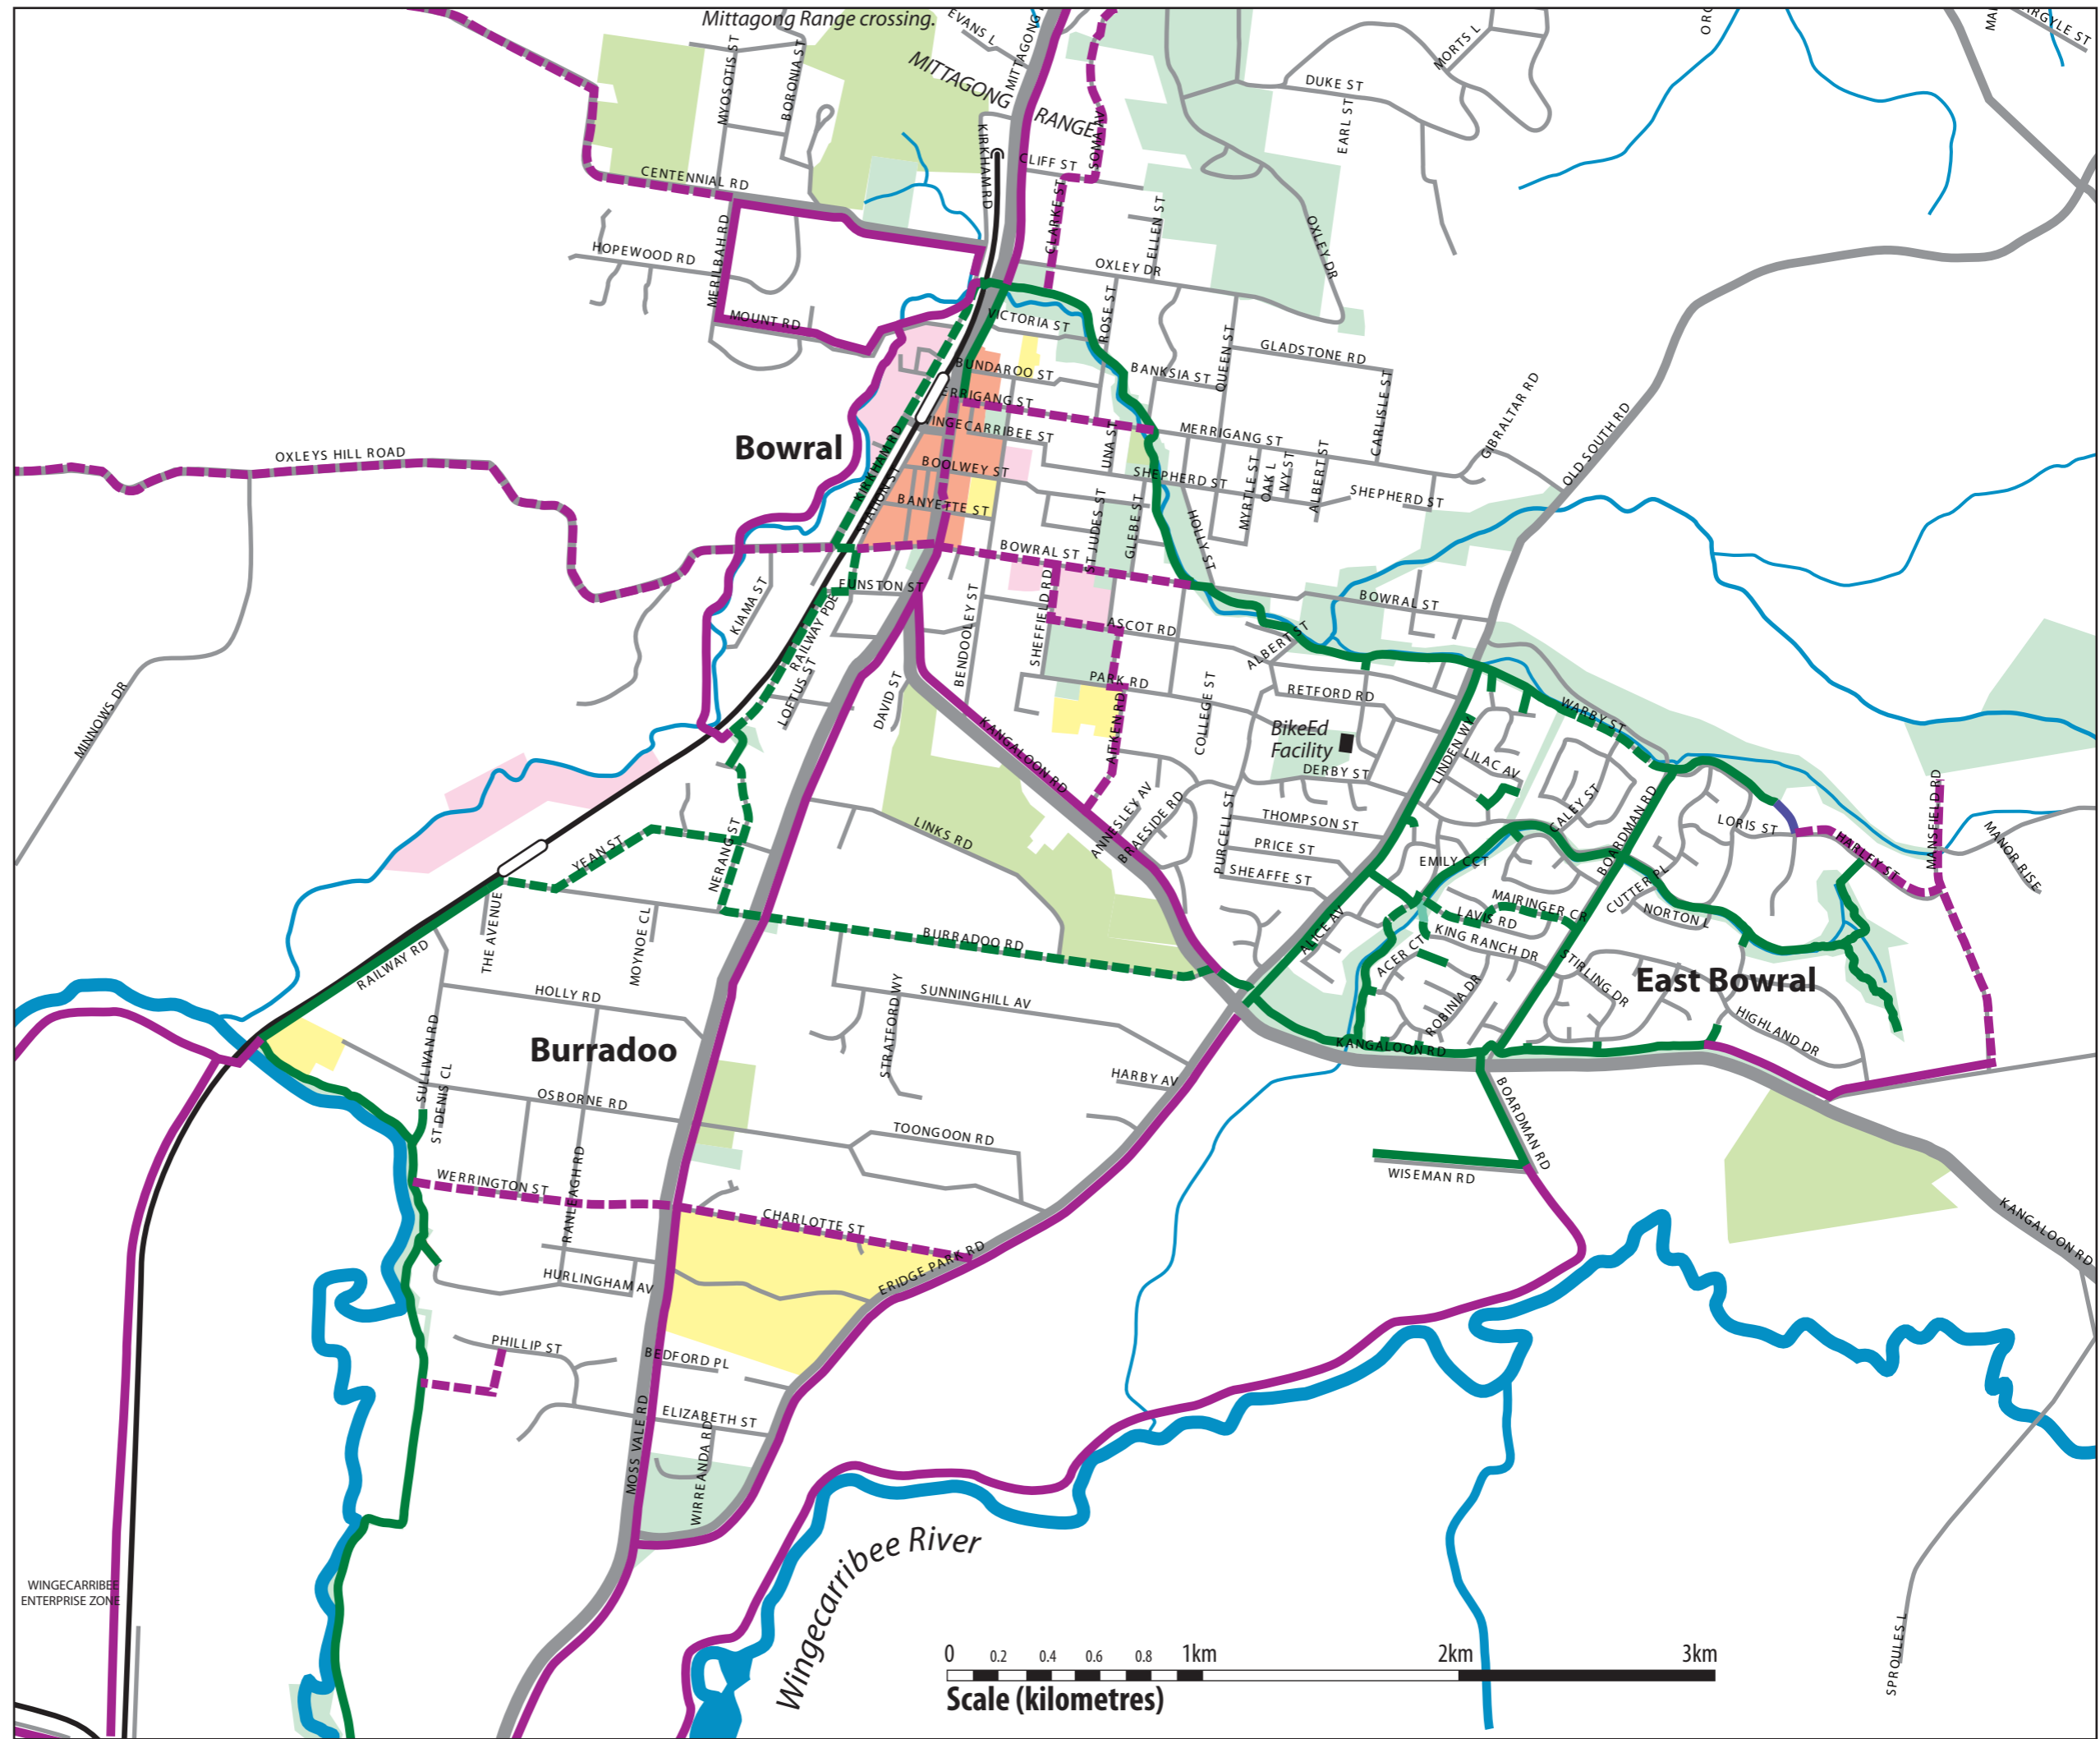 Mittagong Range crossing.
EVANS L
MITTAGONG
ARGYLE ST
MORTS L
MYOSOTIS ST
BORONIA ST
MITTAGONG
RANGE
DUKE ST
EARL ST
KIRKHAM RD
SOMA AV
CLIFF ST
CENTENNIAL RD
CLARKE ST
ELLEN ST
OXLEY DR
HOPEWOOD RD
MERILBAH RD
OXLEY DR
MOUNT RD
VICTORIA ST
ROSE ST
QUEEN ST
GLADSTONE RD
BUNDAROO ST
BANKSIA ST
CARLISLE ST
GIBRALTAR RD
OLD SOUTH RD
ERRIGANG ST
INGECARRIBEE ST
MERRIGANG ST
Bowral
OXLEYS HILL ROAD
KIRKHAM RD
STATION ST
BOOLWEY ST
UNA ST
SHEPHERD ST
MYRTLE ST
OAK L
IVY ST
ALBERT ST
SHEPHERD ST
BANYETTE ST
ST JUDES ST
GLEBE ST
HOLLY ST
BOWRAL ST
FUNSTON ST
KIAMA ST
RAILWAY PDE
LOFTUS ST
BENDOOLEY ST
SHEFFIELD RD
ASCOT RD
BOWRAL ST
ALBERT ST
MINNOWS DR
DAVID ST
PARK RD
COLLEGE ST
RETFORD RD
KANGALOON RD
AITKEN RD
BikeEd
Facility
WARBY ST
LINDEN WY
LILAC AV
DERBY ST
ANNESLEY AV
BRAESIDE RD
PURCELL ST
THOMPSON ST
CALEY ST
BOARDMAN RD
LORIS ST
HARLEY ST
MANSFIELD RD
MANOR RISE
LINKS RD
PRICE ST
SHEAFFE ST
EMILY CCT
YEAN ST
NERANG ST
MAIRINGER CR
CUTTER PL
NORTON L
LAVIS RD
KING RANCH DR
ALICE AV
ACER CT
THE AVENUE
MOYNOE CL
BURRADOO RD
RAILWAY RD
STIRLING DR
East Bowral
HOLLY RD
SUNNINGHILL AV
ROBINIA DR
HIGHLAND DR
STRATFORD WY
Burradoo
KANGALOON RD
SULLIVAN RD
ST DENIS CL
HARBY AV
OSBORNE RD
BOARDMAN RD
TOONGOON RD
WISEMAN RD
WERRINGTON ST
RANLEAGH RD
CHARLOTTE ST
KANGALOON RD
ERIDGE PARK RD
HURLINGHAM AV
PHILLIP ST
BEDFORD PL
MOSS VALE RD
ELIZABETH ST
WIRREANDA RD
Wingecarribee River
WINGECARRIBEE
ENTERPRISE ZONE
SPROULES L
0 0.2 0.4 0.6 0.8 1km 2km 3km
Scale (kilometres)